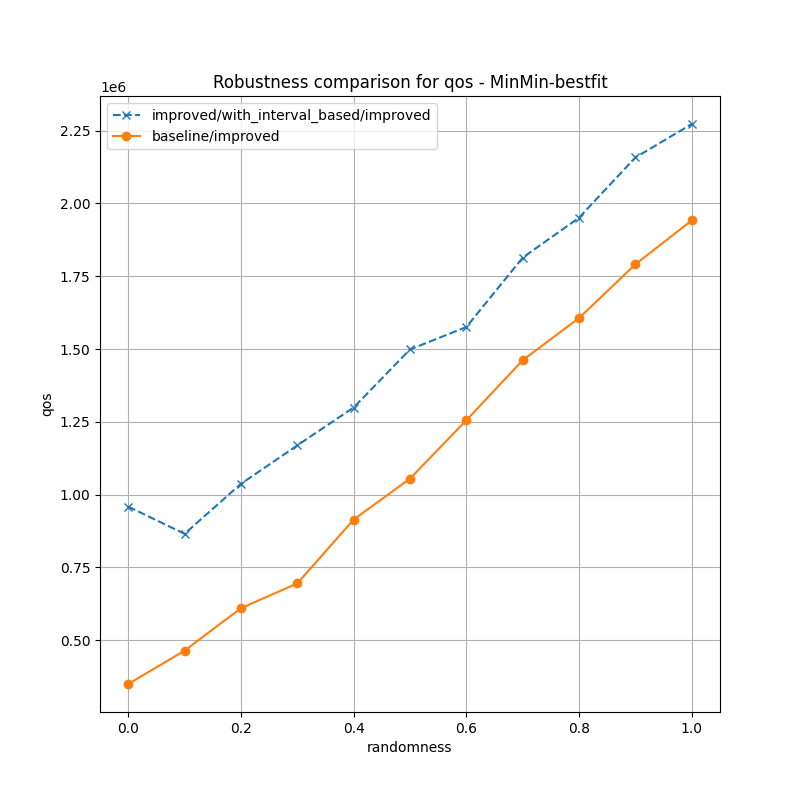 Robustness comparison for qos - MinMin-bestfit
1e6
improved/with_interval_based/improved
baseline/improved
2.25
2.00
1.75
1.50
1.25
1.00
0.75
0.50
qos
0.0 0.2 0.4 0.6 0.8 1.0
randomness